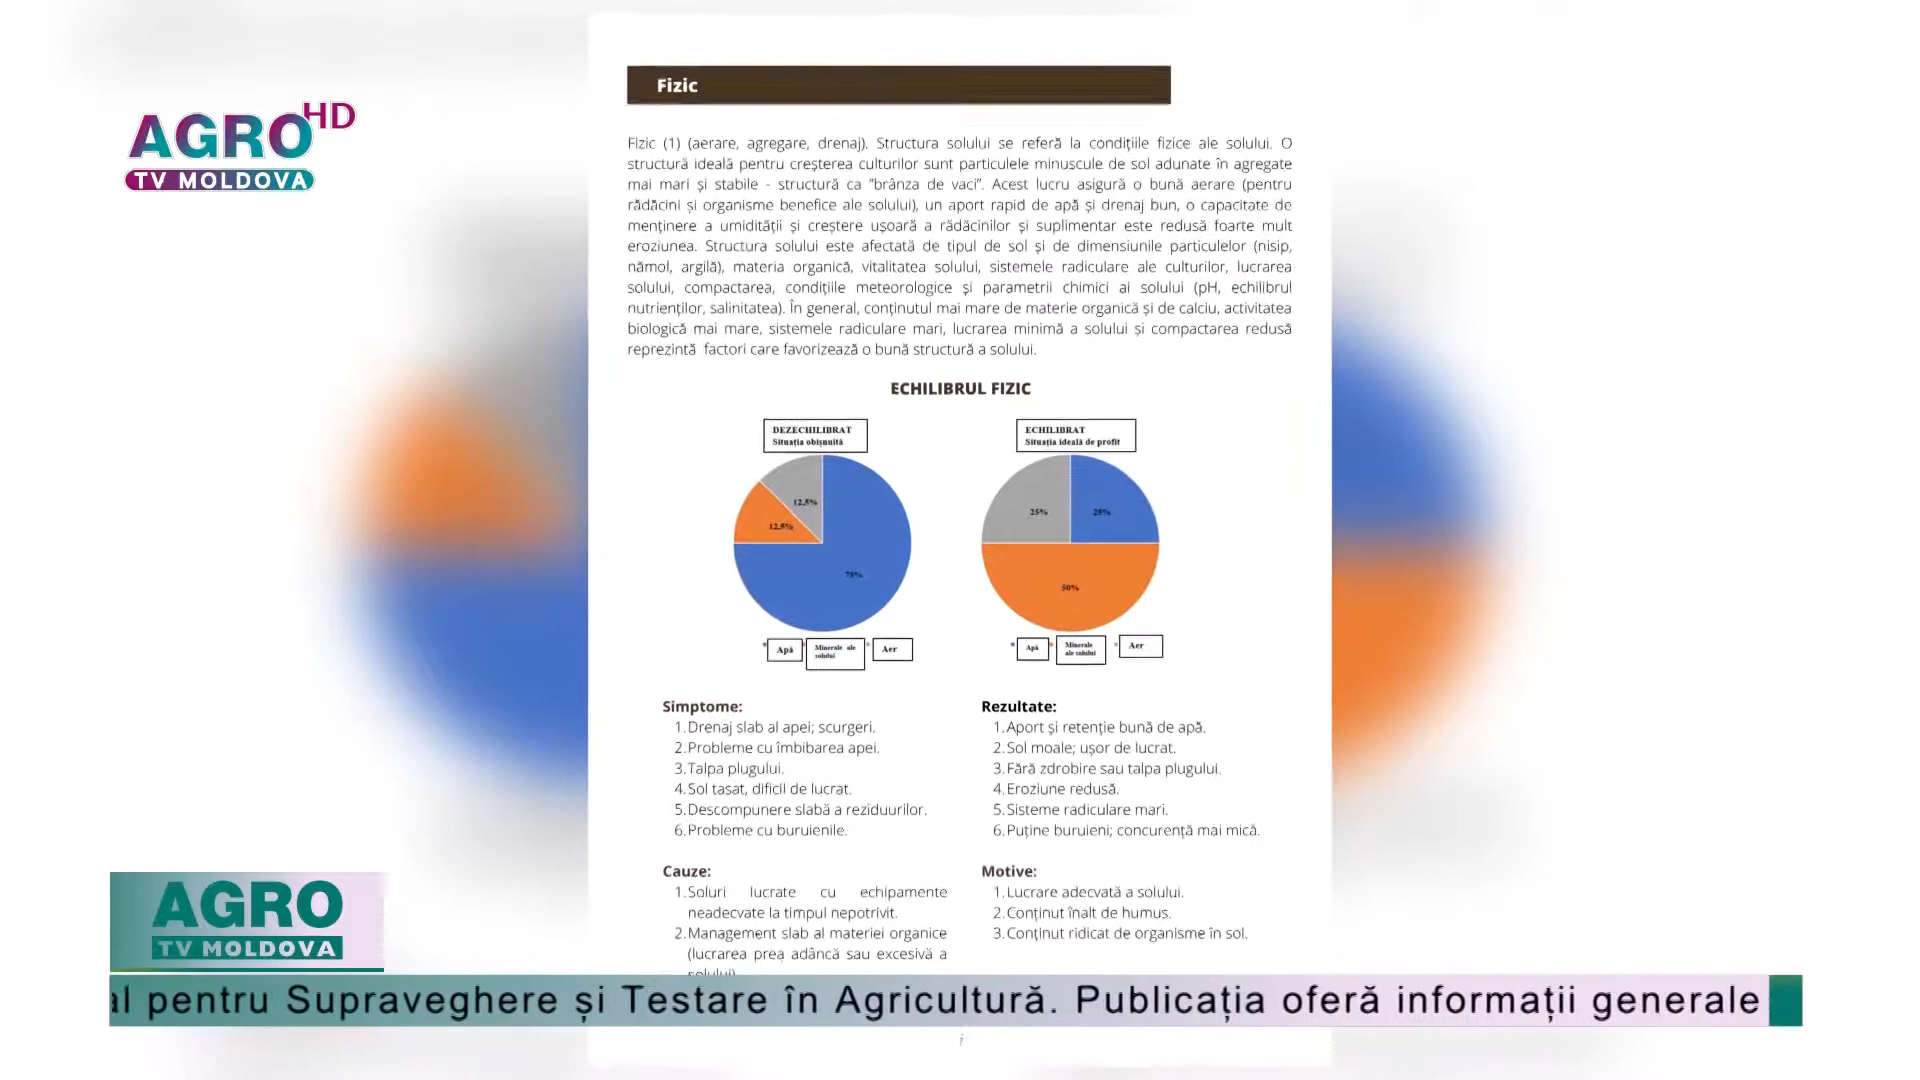 AGRO HD
TV MOLDOVA
Fizic
Fizic (1) (aerare, agregare, drenaj). Structura solului se referă la condițiile fizice ale solului. O
structură ideală pentru creșterea culturilor sunt particulele minuscule de sol adunate în agregate
mai mari și stabile - structură ca "brânza de vaci". Acest lucru asigură o bună aerare (pentru
rădăcini și organisme benefice ale solului), un aport rapid de apă și drenaj bun, o capacitate de
menținere a umidității și creștere ușoară a rădăcinilor și suplimentar este redusă foarte mult
eroziunea. Structura solului este afectată de tipul de sol și de dimensiunile particulelor (nisip,
nămol, argilă), materia organică, vitalitatea solului, sistemele radiculare ale culturilor, lucrarea
solului, compactarea, condițiile meteorologice și parametrii chimici ai solului (pH, echilibrul
nutrienților, salinitatea). În general, conținutul mai mare de materie organică și de calciu, activitatea
biologică mai mare, sistemele radiculare mari, lucrarea minimă a solului și compactarea redusă
reprezintă factori care favorizează o bună structură a solului.
ECHILIBRUL FIZIC
DEZECHILIBRAT
Situația obișnuită
12,5%
12,5%
75%
* Apă * Minerale ale solului * Aer
ECHILIBRAT
Situația ideală de profit
25%
25%
50%
* Apă * Minerale ale solului * Aer
Simptome:
1. Drenaj slab al apei; scurgeri.
2. Probleme cu îmbibarea apei.
3. Talpa plugului.
4. Sol tasat, dificil de lucrat.
5. Descompunere slabă a reziduurilor.
6. Probleme cu buruienile.
Cauze:
1. Soluri lucrate cu echipamente
neadecvate la timpul nepotrivit.
2. Management slab al materiei organice
(lucrarea prea adâncă sau excesivă a
solului)
Rezultate:
1. Aport și retenție bună de apă.
2. Sol moale; ușor de lucrat.
3. Fără zdrobire sau talpa plugului.
4. Eroziune redusă.
5. Sisteme radiculare mari.
6. Puține buruieni; concurență mai mică.
Motive:
1. Lucrare adecvată a solului.
2. Conținut înalt de humus.
3. Conținut ridicat de organisme în sol.
AGRO
TV MOLDOVA
al pentru Supraveghere și Testare în Agricultură. Publicația oferă informații generale